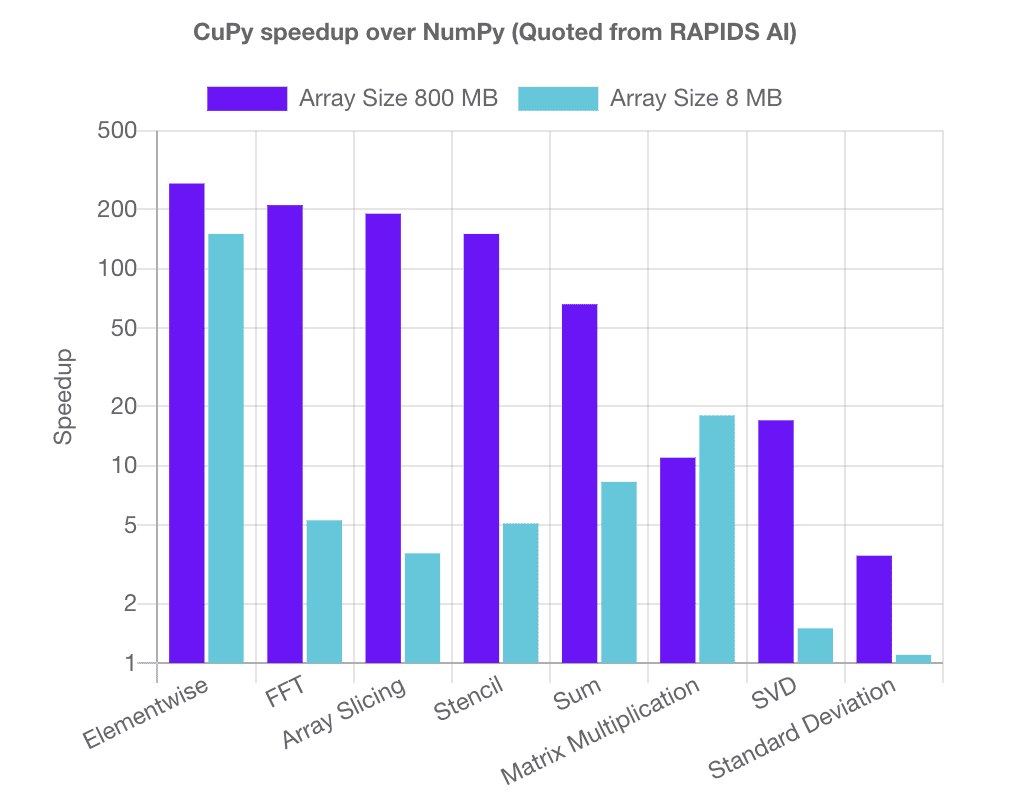 CuPy speedup over NumPy (Quoted from RAPIDS AI)
Array Size 800 MB
Array Size 8 MB
500
200
100
50
20
10
5
2
1
Speedup
Elementwise
FFT
Array Slicing
Stencil
Sum
Matrix Multiplication
SVD
Standard Deviation